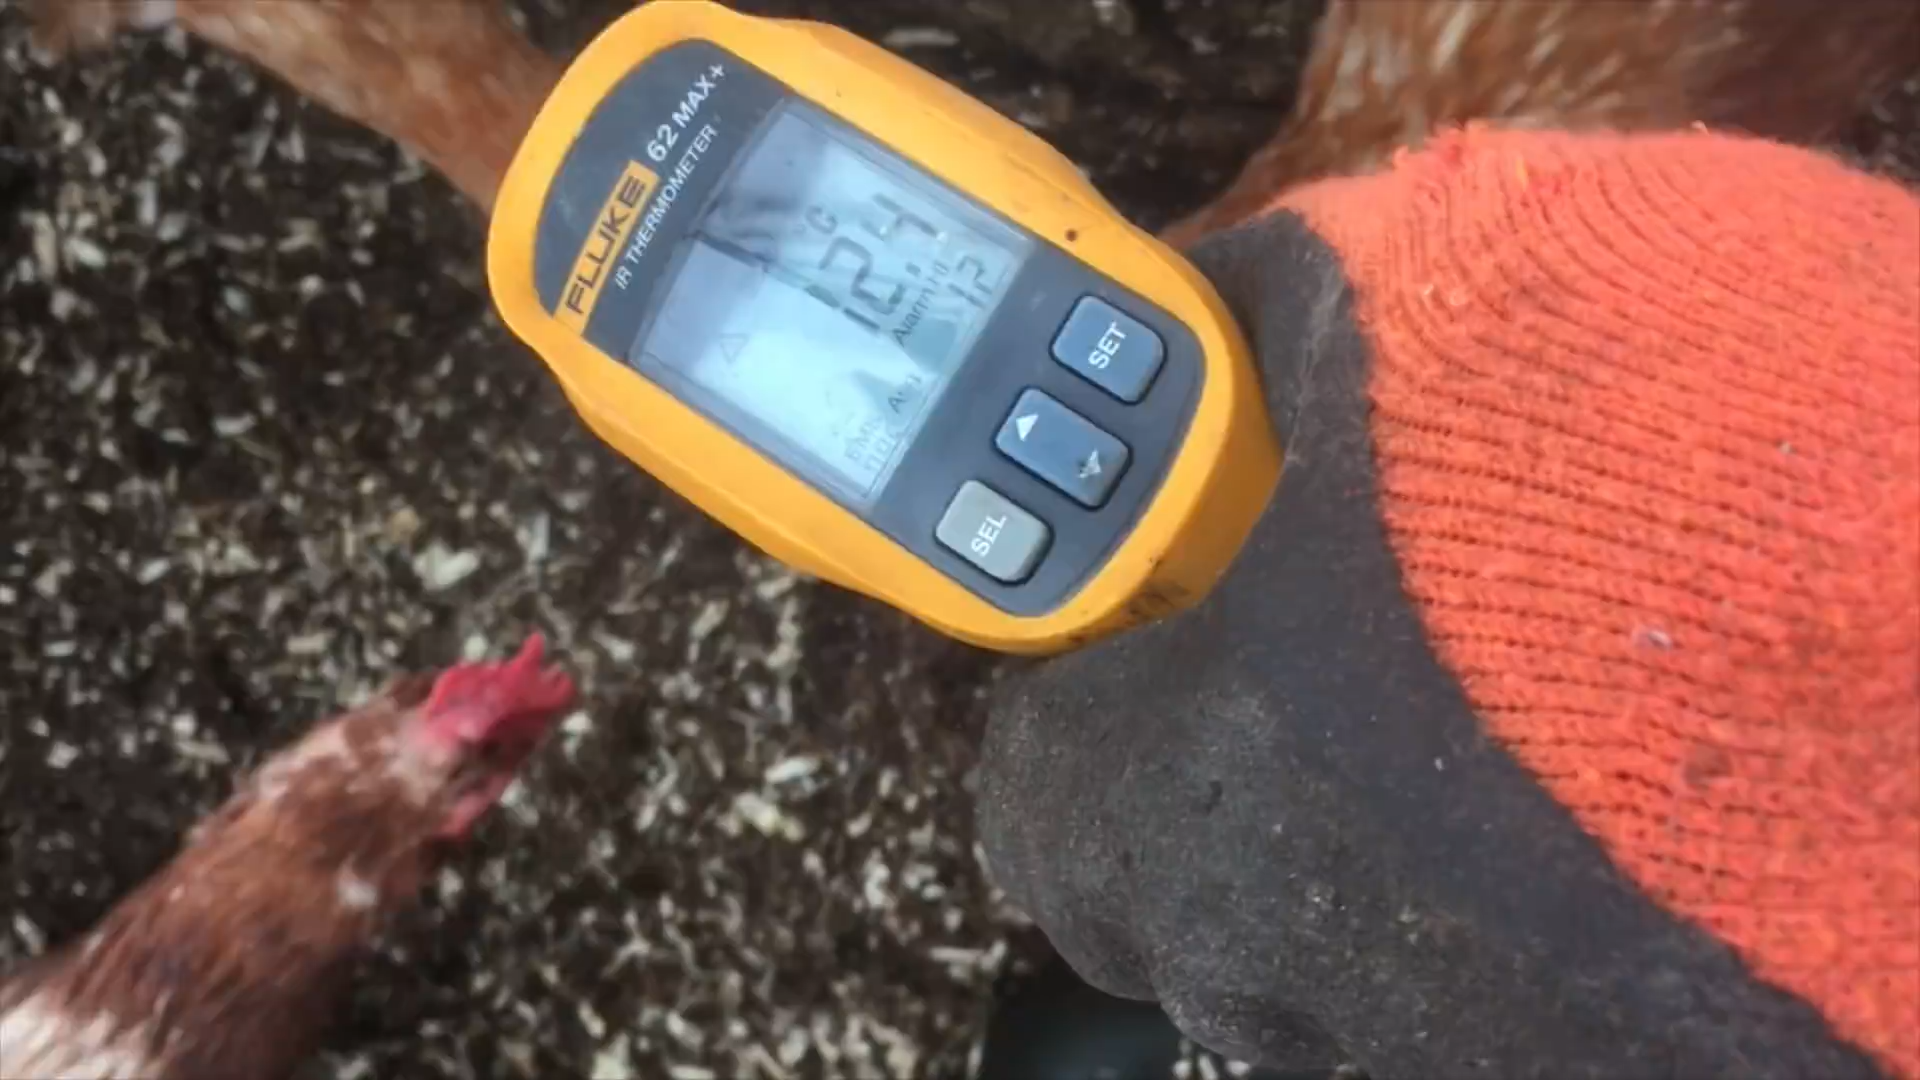 FLUKE 62 MAX+
IR THERMOMETER
°C
12.4
Alarm
SET
SEL